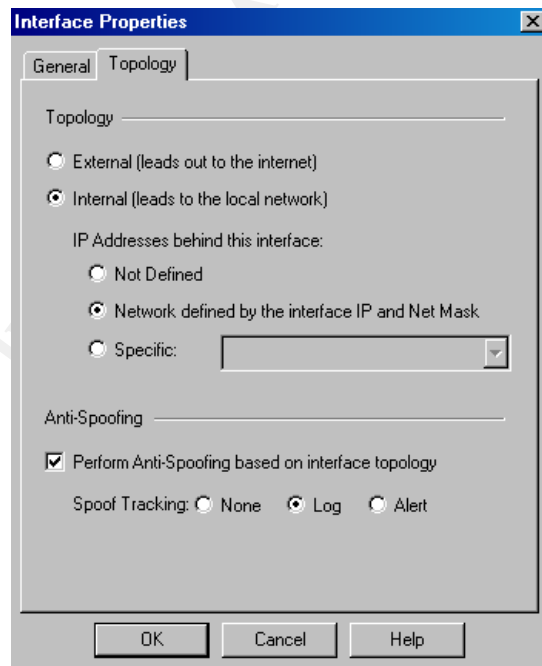 Interface Properties
General Topology
Topology
External (leads out to the internet)
Internal (leads to the local network)
IP Addresses behind this interface:
Not Defined
Network defined by the interface IP and Net Mask
Specific:
Anti-Spoofing
Perform Anti-Spoofing based on interface topology
Spoof Tracking: None Log Alert
OK Cancel Help